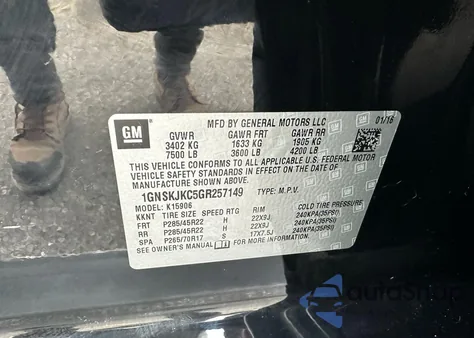 MFD BY GENERAL MOTORS LLC 01/16
GM GVWR GAWR FRT GAWR RR
3402 KG 1633 KG 1905 KG
7500 LB 3600 LB 4200 LB
THIS VEHICLE CONFORMS TO ALL APPLICABLE U.S. FEDERAL MOTOR
VEHICLE SAFETY STANDARDS IN EFFECT ON THE DATE OF
MANUFACTURE SHOWN ABOVE.
1GNSKJKC5GR257149 TYPE: M.P.V.
MODEL: K15906
KKNT TIRE SIZE SPEED RTG RIM COLD TIRE PRESSURE
FRT P285/45R22 H 22X9J 240KPA(35PSI)
RR P285/45R22 H 22X9J 240KPA(35PSI)
SPA P265/70R17 S 17X7.5J 240KPA(35PSI)
SEE OWNER'S MANUAL FOR MORE INFORMATION.